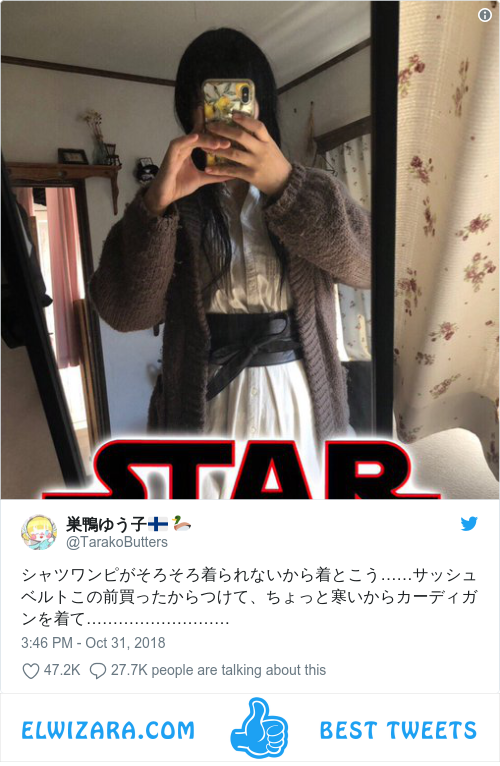 STAR
巣鴨ゆう子
@TarakoButters
シャツワンピがそろそろ着られないから着とこう……サッシュ
ベルトこの前買ったからつけて、ちょっと寒いからカーディガ
ンを着て………………………
3:46 PM - Oct 31, 2018
47.2K 27.7K people are talking about this
ELWIZARA.COM BEST TWEETS